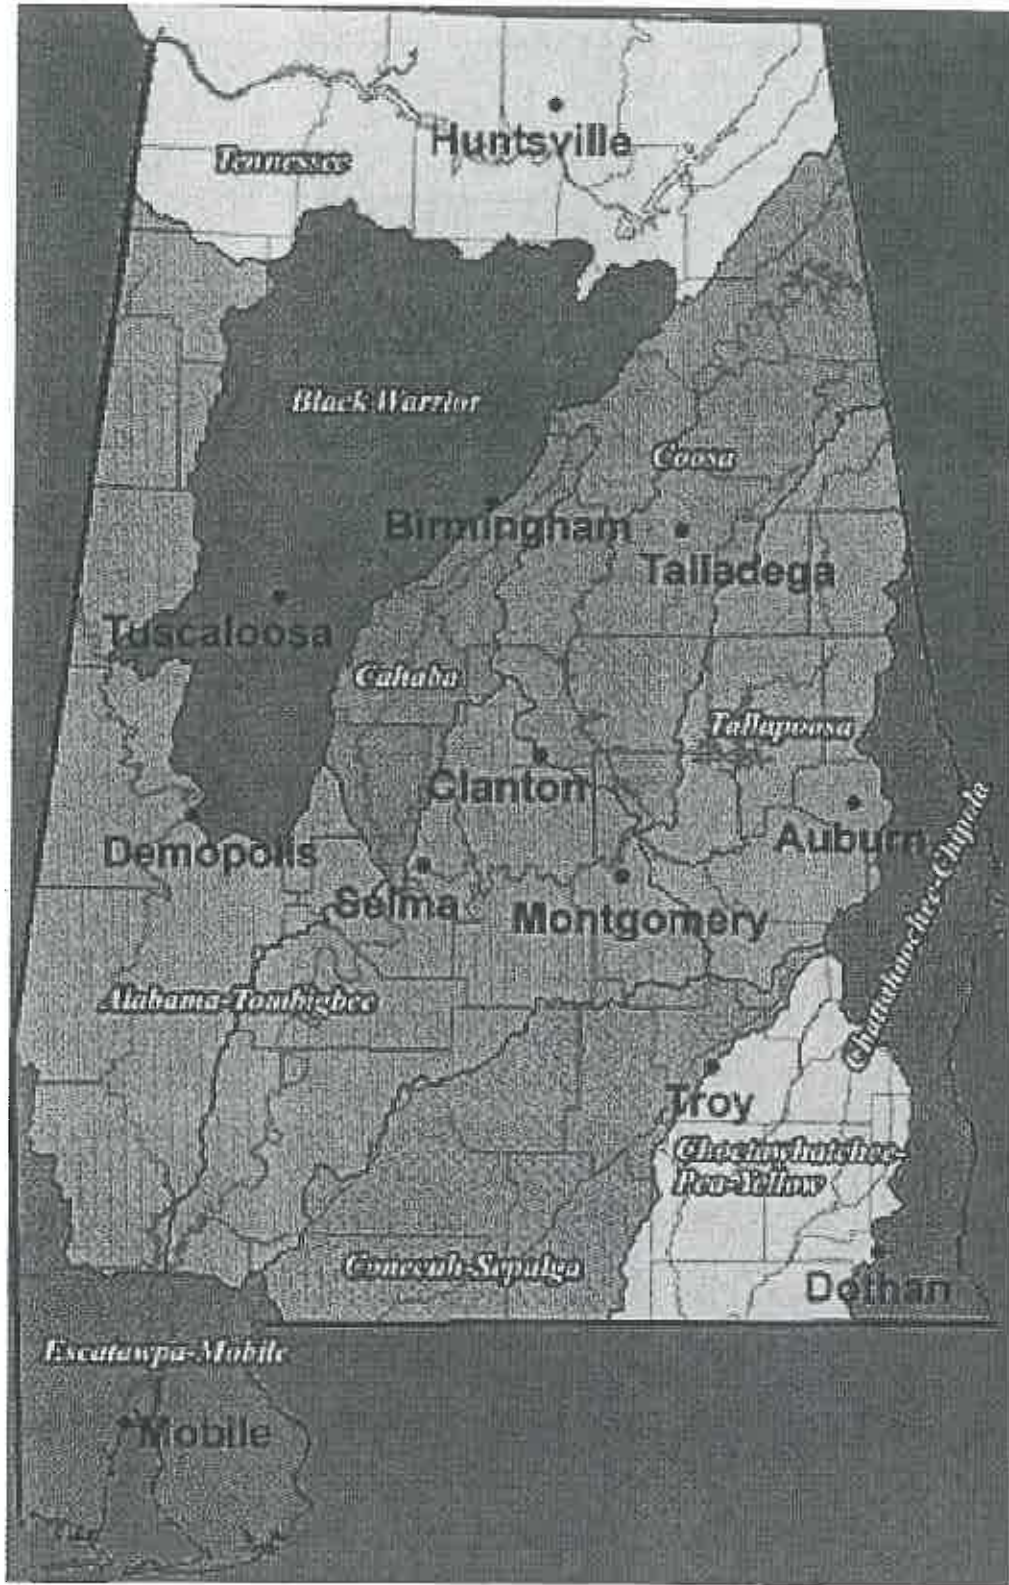 Huntsville
Tennessee
Black Warrior
Coosa
Birmingham
Talladega
Tuscaloosa
Cahaba
Tallapoosa
Clanton
Auburn
Demopolis
Selma
Montgomery
Chattahoochee-Chipola
Alabama-Tombigbee
Troy
Choctawhatchee-
Pea-Yellow
Conecuh-Sepulga
Dothan
Escatawpa-Mobile
Mobile